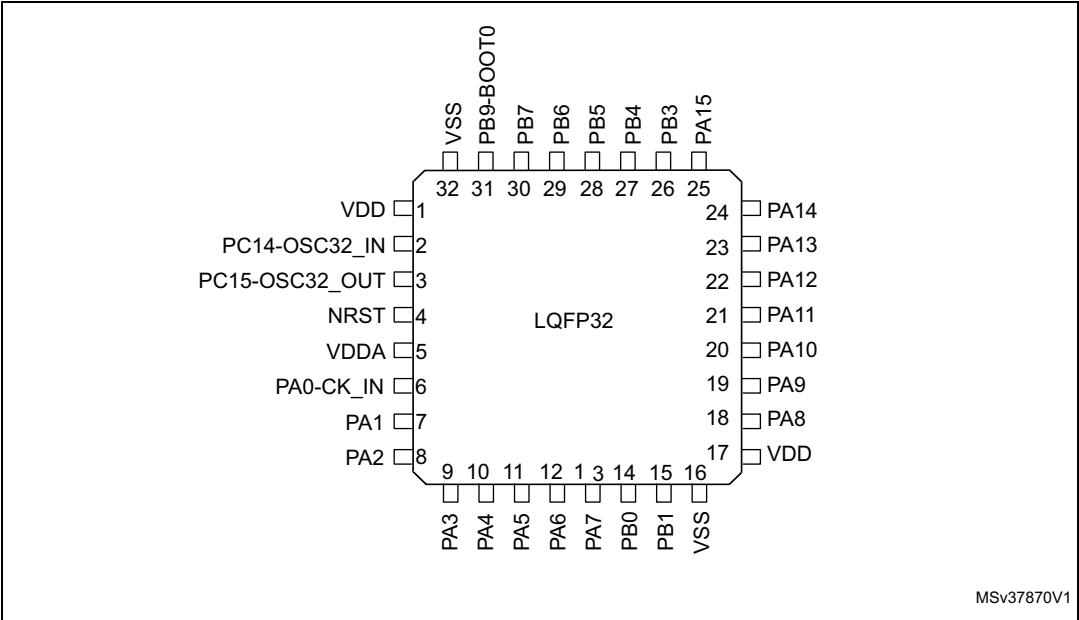 VSS
PB9-BOOT0
PB7
PB6
PB5
PB4
PB3
PA15
32 31 30 29 28 27 26 25
VDD 1
PC14-OSC32_IN 2
PC15-OSC32_OUT 3
NRST 4
VDDA 5
PA0-CK_IN 6
PA1 7
PA2 8
LQFP32
24 PA14
23 PA13
22 PA12
21 PA11
20 PA10
19 PA9
18 PA8
17 VDD
9 10 11 12 1 3 14 15 16
PA3
PA4
PA5
PA6
PA7
PB0
PB1
VSS
MSv37870V1